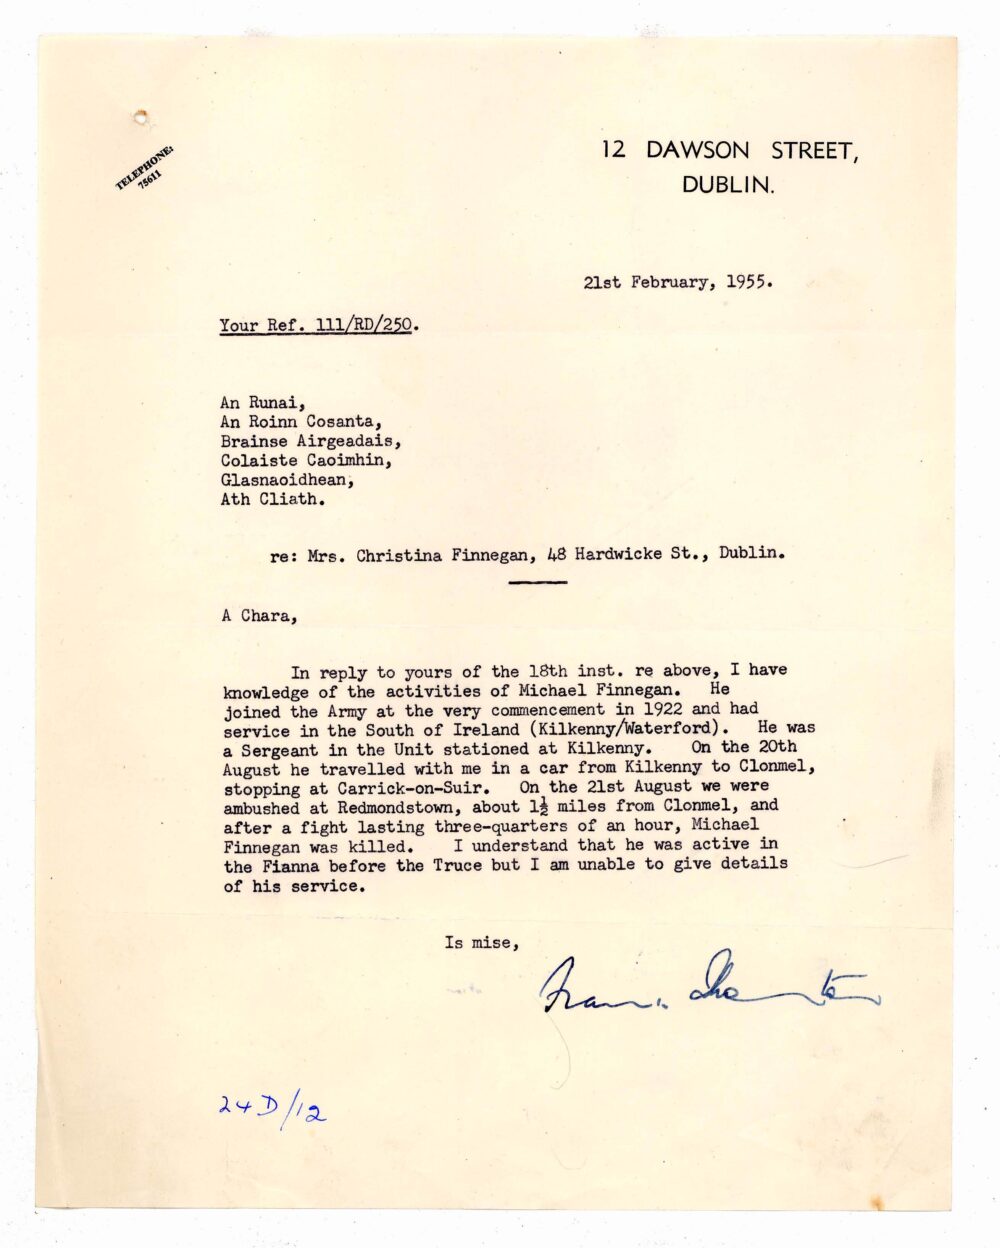 TELEPHONE:
75611
12 DAWSON STREET,
DUBLIN.
21st February, 1955.
Your Ref. 111/RD/250.
An Runai,
An Roinn Cosanta,
Brainse Airgeadais,
Colaiste Caoimhin,
Glasnaoidhean,
Ath Cliath.
re: Mrs. Christina Finnegan, 48 Hardwicke St., Dublin.
A Chara,
In reply to yours of the 18th inst. re above, I have
knowledge of the activities of Michael Finnegan. He
joined the Army at the very commencement in 1922 and had
service in the South of Ireland (Kilkenny/Waterford). He was
a Sergeant in the Unit stationed at Kilkenny. On the 20th
August he travelled with me in a car from Kilkenny to Clonmel,
stopping at Carrick-on-Suir. On the 21st August we were
ambushed at Redmondstown, about 1½ miles from Clonmel, and
after a fight lasting three-quarters of an hour, Michael
Finnegan was killed. I understand that he was active in
the Fianna before the Truce but I am unable to give details
of his service.
Is mise,
24D/12